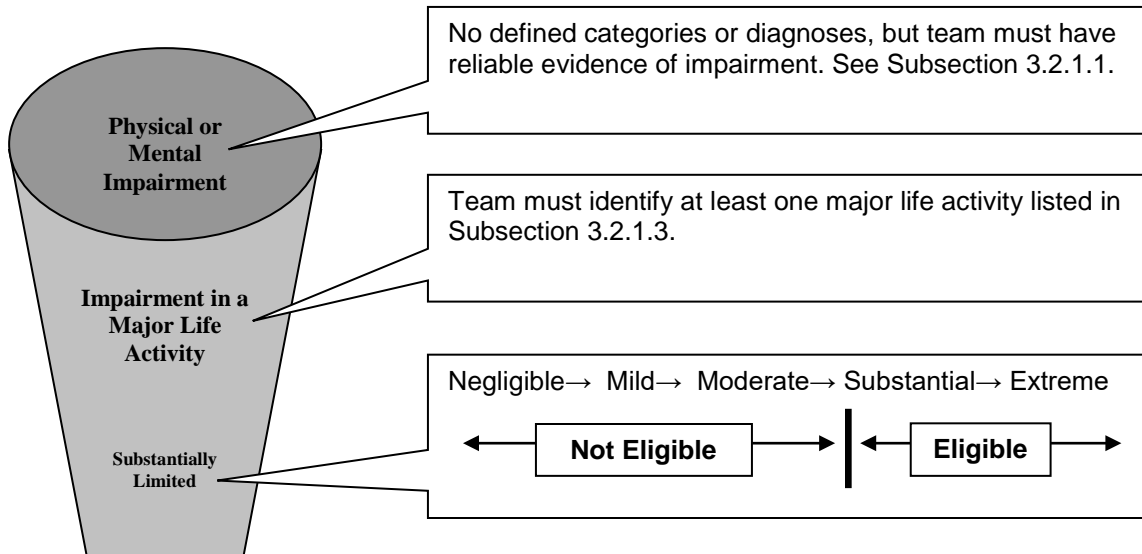 No defined categories or diagnoses, but team must have
reliable evidence of impairment. See Subsection 3.2.1.1.
Physical or
Mental
Impairment
Team must identify at least one major life activity listed in
Subsection 3.2.1.3.
Impairment in a
Major Life
Activity
Negligible→ Mild→ Moderate→ Substantial→ Extreme
Not Eligible
Eligible
Substantially
Limited